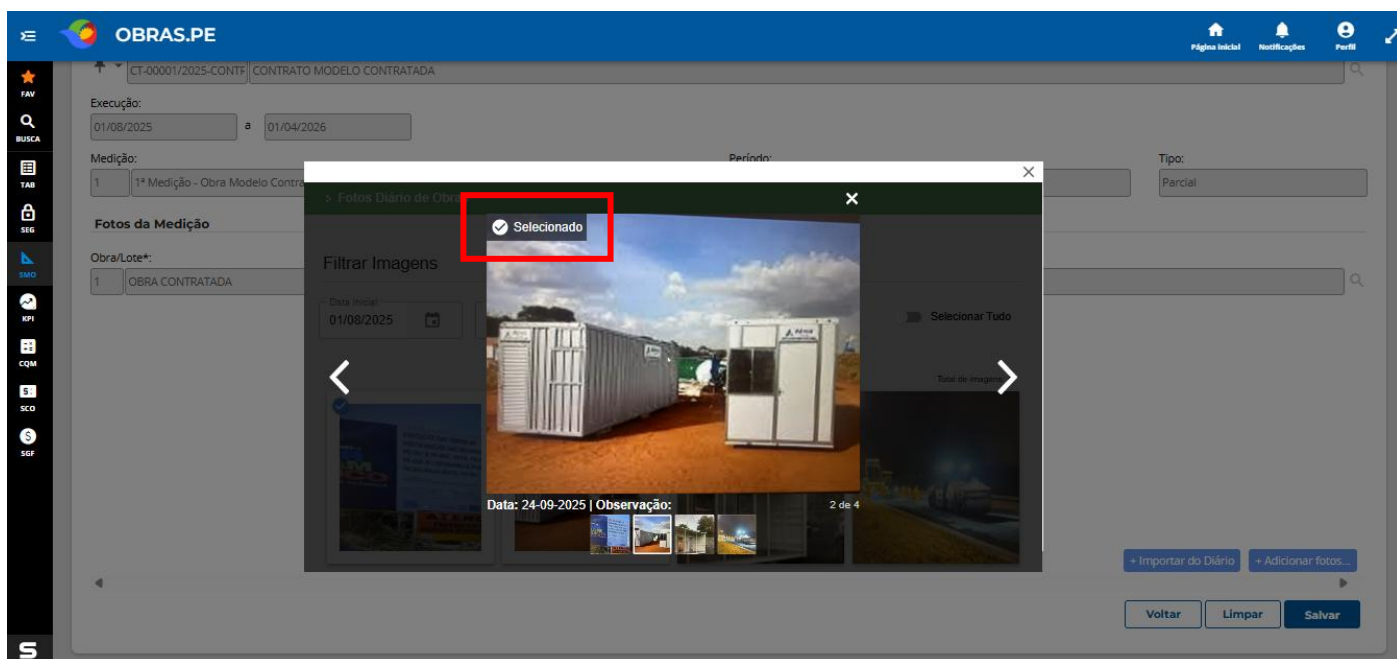 OBRAS.PE
Página inicial
Notificações
Perfil
FAV
BUSCA
TAB
SEG
SMO
KPI
CQM
SCO
SGF
CT-00001/2025-CONTF CONTRATO MODELO CONTRATADA
Execução:
01/08/2025 a 01/04/2026
Medição: Período: Tipo:
1 1ª Medição - Obra Modelo Contra Parcial
Fotos da Medição
Obra/Lote*:
1 OBRA CONTRATADA
> Fotos Diário de Obra
Selecionado
Filtrar Imagens
Data Inicial
01/08/2025
Selecionar Tudo
Total de imagens
Data: 24-09-2025 | Observação: 2 de 4
+ Importar do Diário + Adicionar fotos...
Voltar Limpar Salvar